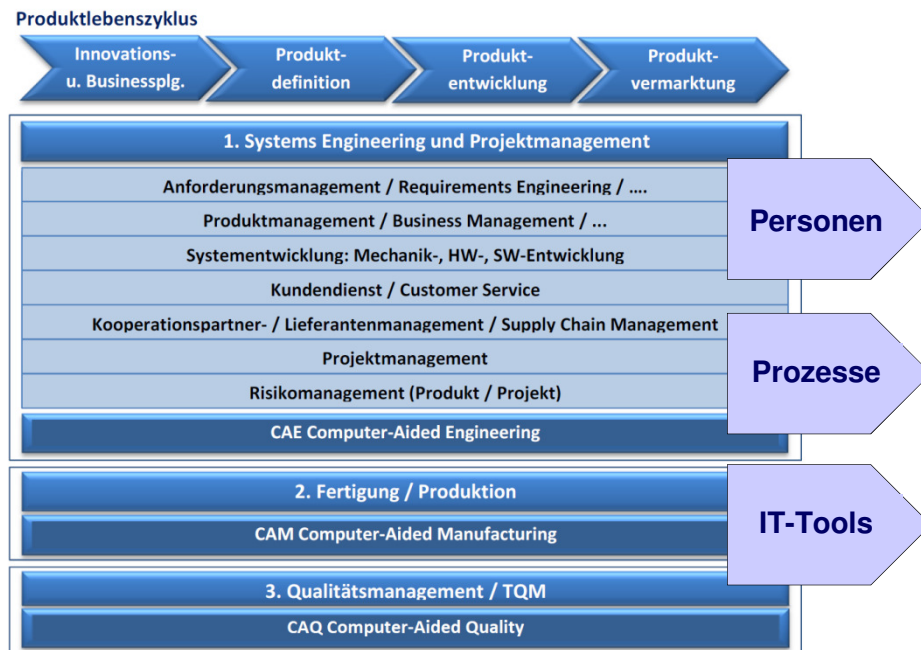 Produktlebenszyklus
Innovations-
u. Businessplg.
Produkt-
definition
Produkt-
entwicklung
Produkt-
vermarktung
1. Systems Engineering und Projektmanagement
Anforderungsmanagement / Requirements Engineering / ....
Produktmanagement / Business Management / ...
Systementwicklung: Mechanik-, HW-, SW-Entwicklung
Kundendienst / Customer Service
Kooperationspartner- / Lieferantenmanagement / Supply Chain Management
Projektmanagement
Risikomanagement (Produkt / Projekt)
CAE Computer-Aided Engineering
2. Fertigung / Produktion
CAM Computer-Aided Manufacturing
3. Qualitätsmanagement / TQM
CAQ Computer-Aided Quality
Personen
Prozesse
IT-Tools